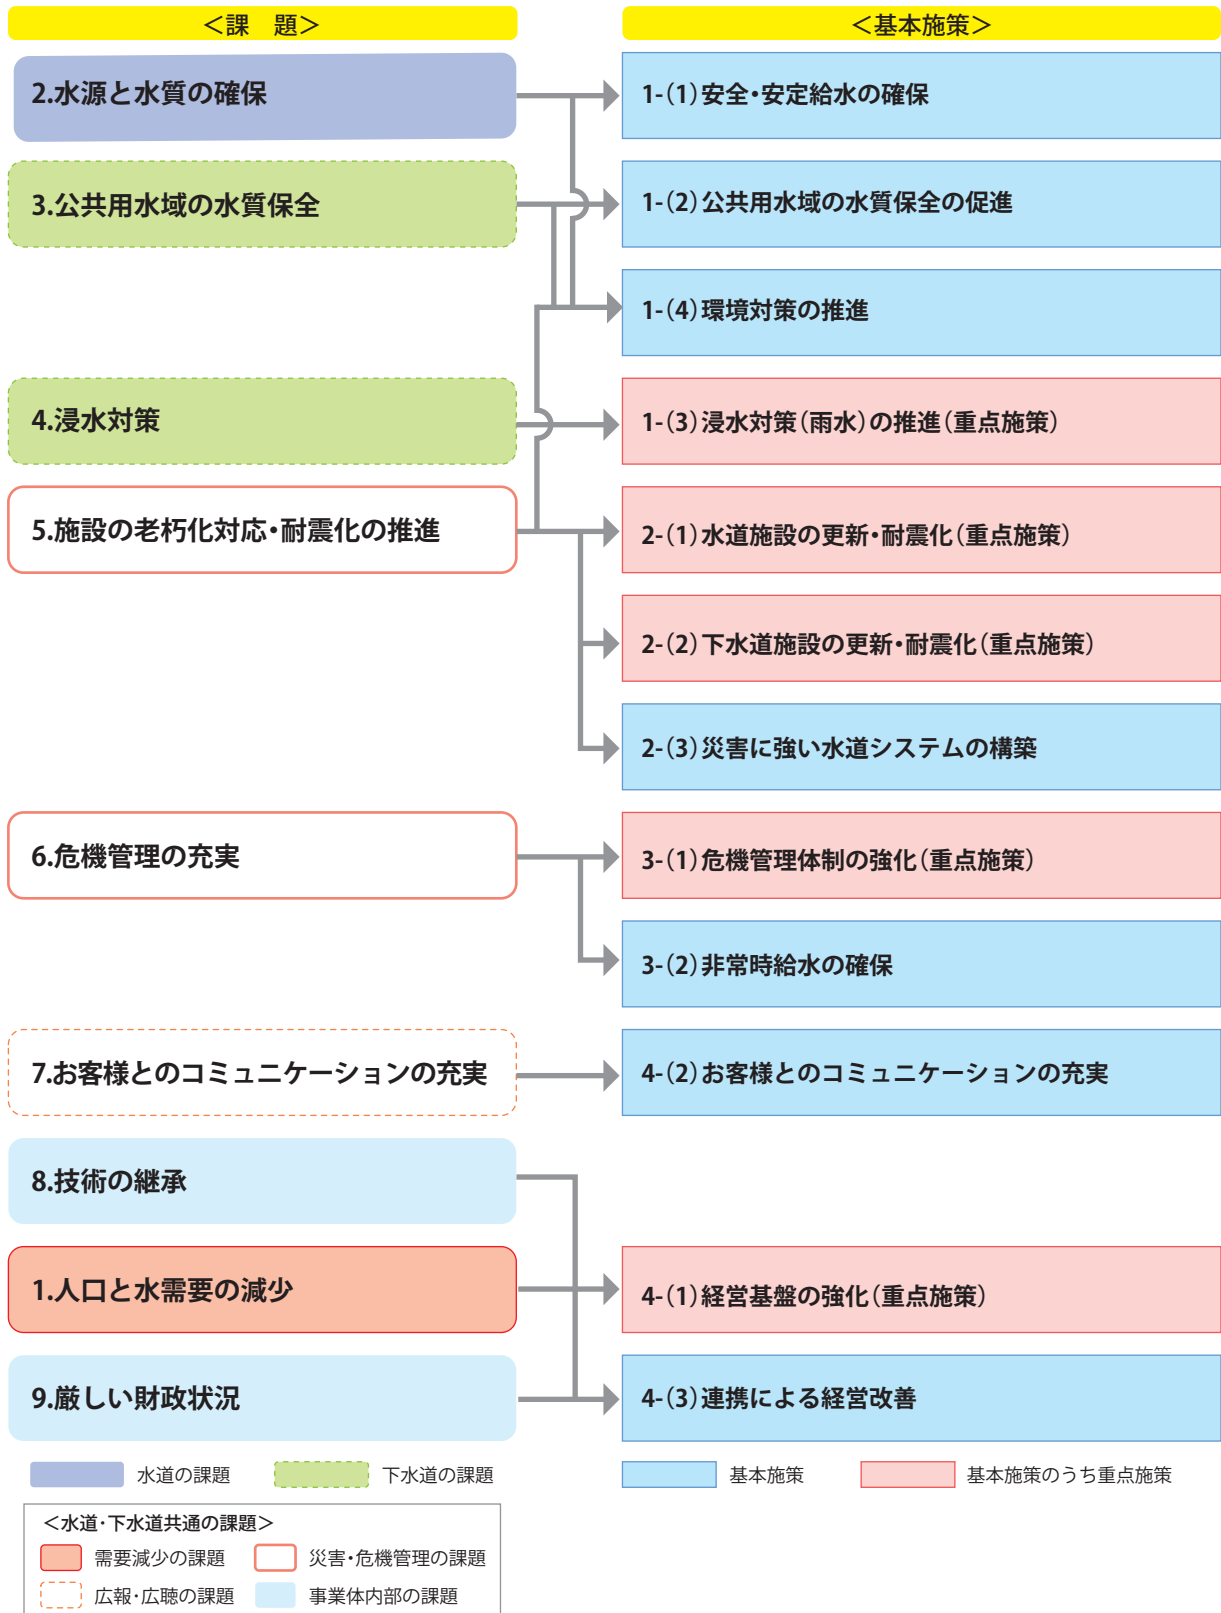 ＜課　題＞
＜基本施策＞
2.水源と水質の確保
1-（1）安全・安定給水の確保
3.公共用水域の水質保全
1-（2）公共用水域の水質保全の促進
1-（4）環境対策の推進
4.浸水対策
1-（3）浸水対策（雨水）の推進（重点施策）
5.施設の老朽化対応・耐震化の推進
2-（1）水道施設の更新・耐震化（重点施策）
2-（2）下水道施設の更新・耐震化（重点施策）
2-（3）災害に強い水道システムの構築
6.危機管理の充実
3-（1）危機管理体制の強化（重点施策）
3-（2）非常時給水の確保
7.お客様とのコミュニケーションの充実
4-（2）お客様とのコミュニケーションの充実
8.技術の継承
1.人口と水需要の減少
4-（1）経営基盤の強化（重点施策）
9.厳しい財政状況
4-（3）連携による経営改善
水道の課題
下水道の課題
基本施策
基本施策のうち重点施策
＜水道・下水道共通の課題＞
需要減少の課題
災害・危機管理の課題
広報・広聴の課題
事業体内部の課題